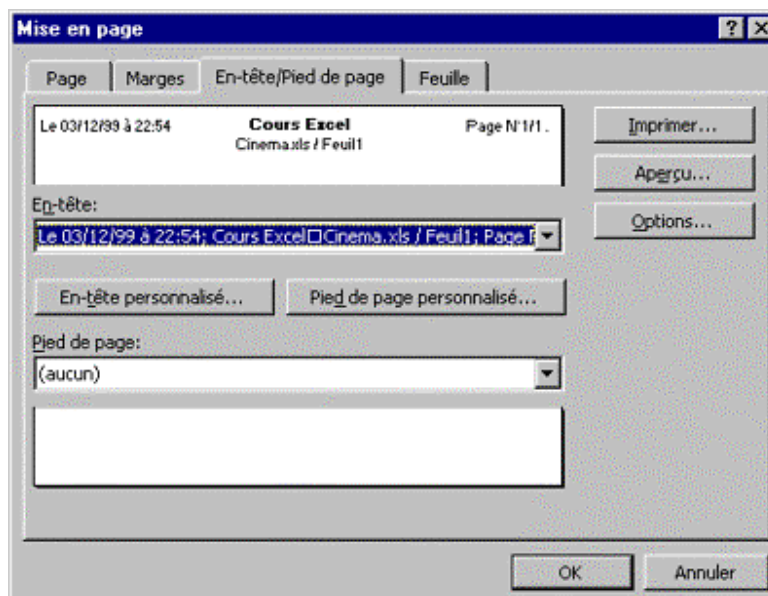 Mise en page
Page Marges En-tête/Pied de page Feuille
Le 03/12/99 à 22:54 Cours Excel Page N°1/1.
Cinema.xls / Feuil1
Imprimer...
Aperçu...
Options...
En-tête:
Le 03/12/99 à 22:54; Cours Excel□Cinema.xls / Feuil1; Page
En-tête personnalisé... Pied de page personnalisé...
Pied de page:
(aucun)
OK Annuler